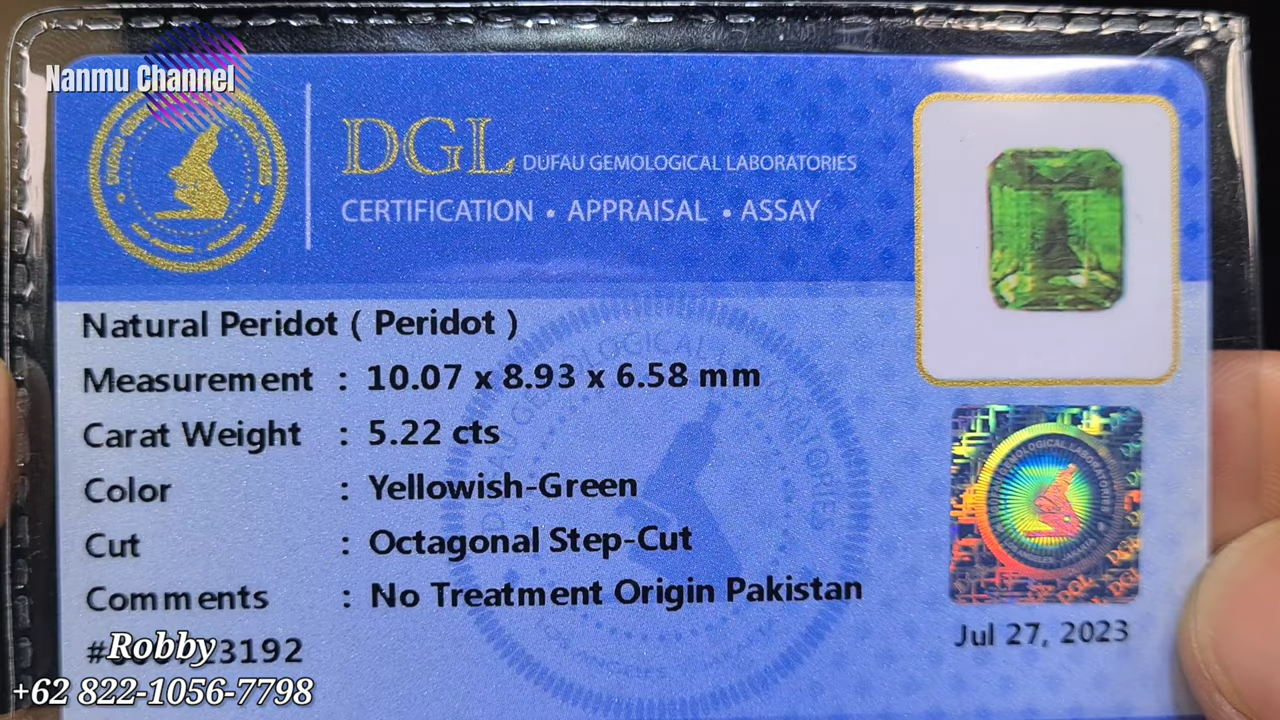 Nanmu Channel
DGL DUFAU GEMOLOGICAL LABORATORIES
CERTIFICATION • APPRAISAL • ASSAY
Natural Peridot ( Peridot )
Measurement : 10.07 x 8.93 x 6.58 mm
Carat Weight : 5.22 cts
Color : Yellowish-Green
Cut : Octagonal Step-Cut
Comments : No Treatment Origin Pakistan
Jul 27, 2023
Robby
+62 822-1056-7798